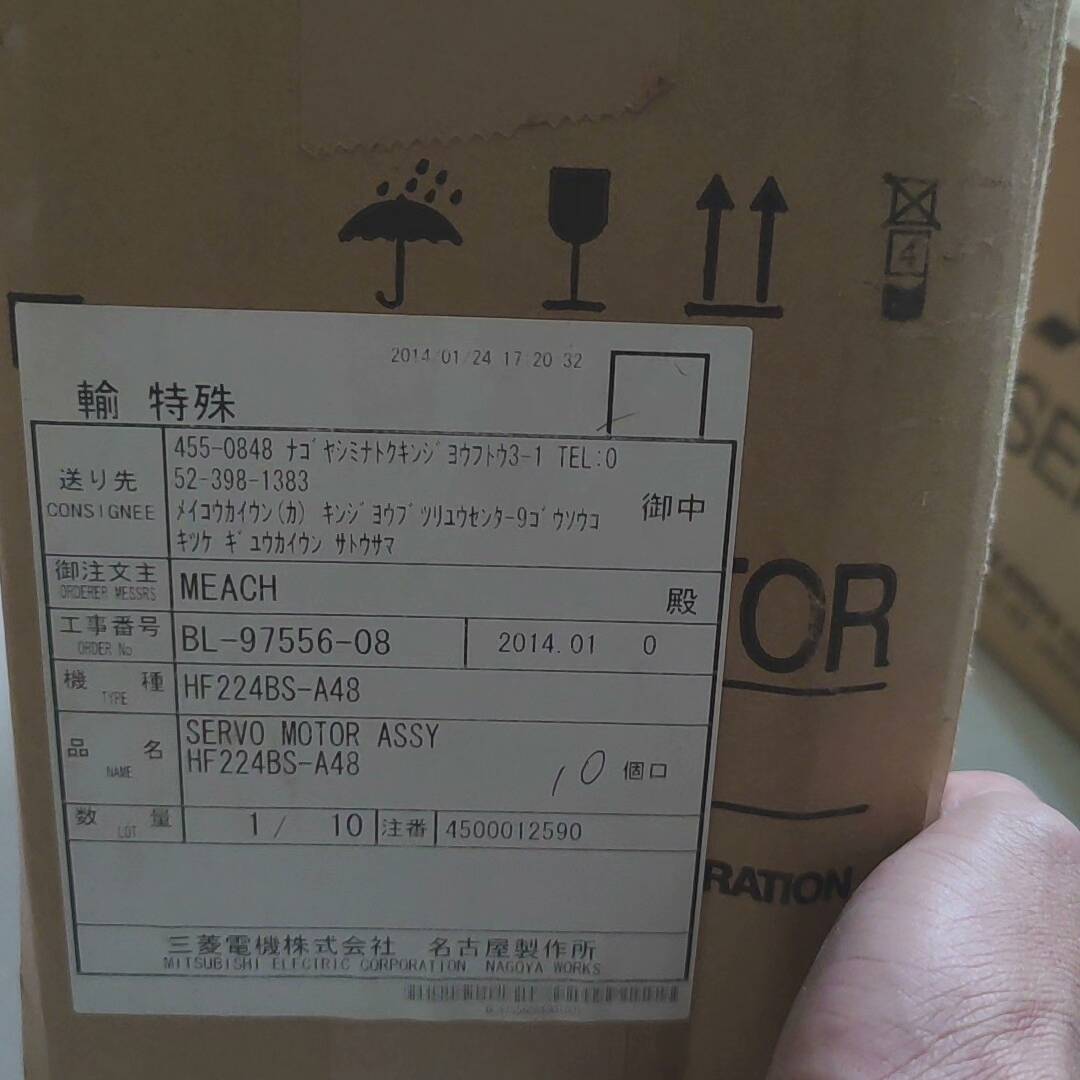 4
2014/01/24 17:20:32
輸 特殊
送り先
CONSIGNEE
455-0848 ナゴヤシミナトクキンジヨウフトウ3-1 TEL:0
52-398-1383
メイコウカイウン(カ) キンジヨウブツリユウセンター9ゴウソウコ
キツケ ギユウカイウン サトウサマ
御中
御注文主
ORDERER MESSRS
MEACH
殿
工事番号
ORDER No
BL-97556-08
2014.01 0
機種
TYPE
HF224BS-A48
品名
NAME
SERVO MOTOR ASSY
HF224BS-A48
10 個口
数量
LOT
1/ 10
注番
4500012590
三菱電機株式会社 名古屋製作所
MITSUBISHI ELECTRIC CORPORATION NAGOYA WORKS
TOR
RATION
SE